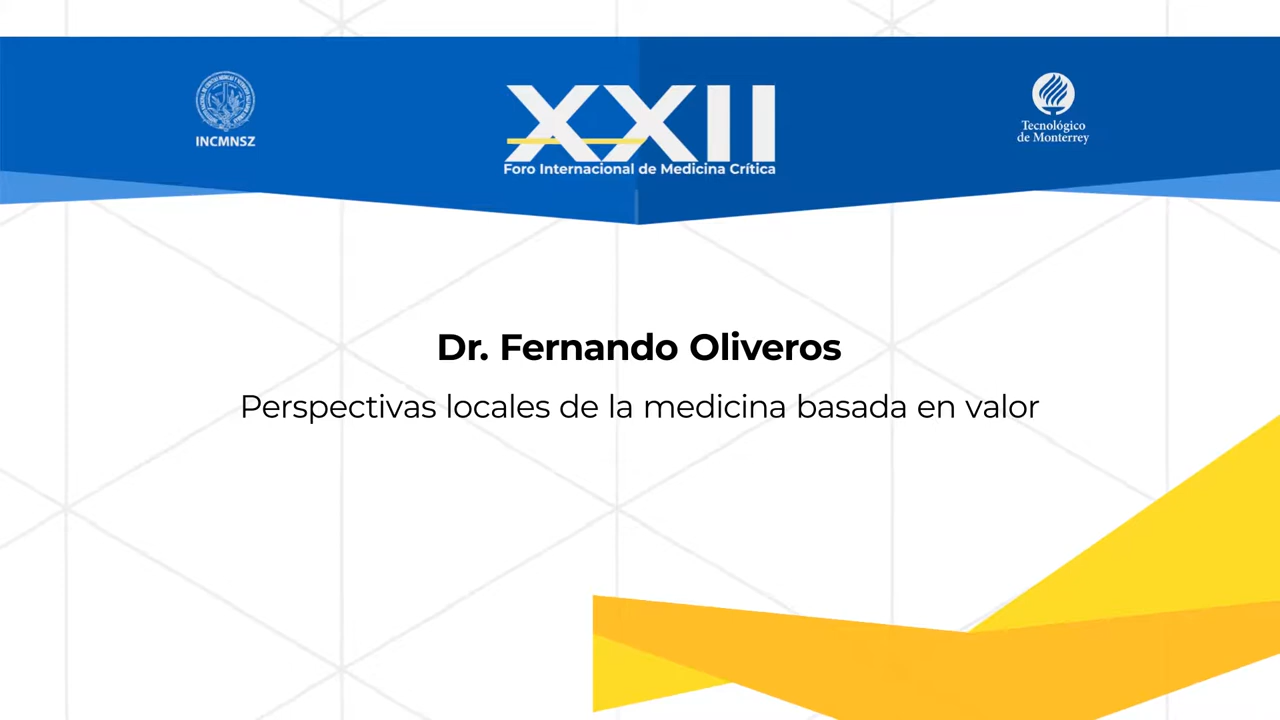 INCMNSZ
XXII
Foro Internacional de Medicina Crítica
Tecnológico
de Monterrey
Dr. Fernando Oliveros
Perspectivas locales de la medicina basada en valor